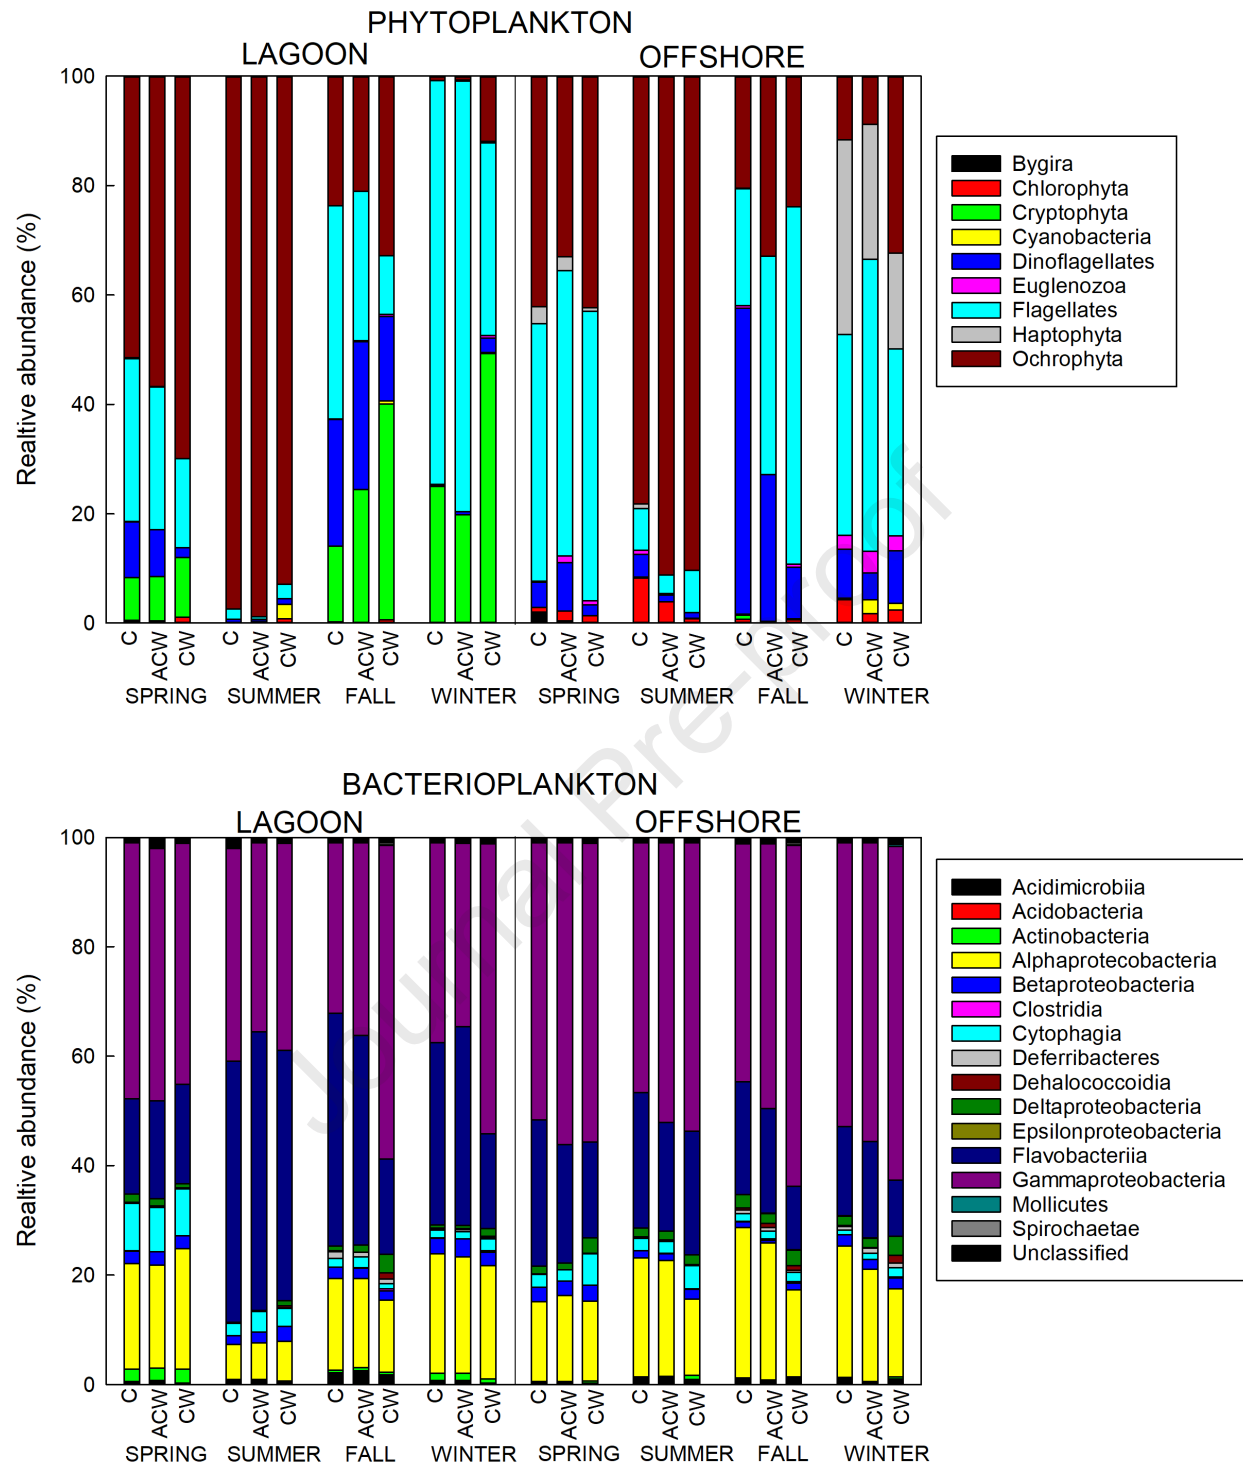 PHYTOPLANKTON
LAGOON OFFSHORE
Realtive abundance (%)
100
80
60
40
20
0
C ACW CW C ACW CW C ACW CW C ACW CW C ACW CW C ACW CW C ACW CW C ACW CW
SPRING SUMMER FALL WINTER SPRING SUMMER FALL WINTER
Bygira
Chlorophyta
Cryptophyta
Cyanobacteria
Dinoflagellates
Euglenozoa
Flagellates
Haptophyta
Ochrophyta
Journal Pre-proof
BACTERIOPLANKTON
LAGOON OFFSHORE
Realtive abundance (%)
100
80
60
40
20
0
C ACW CW C ACW CW C ACW CW C ACW CW C ACW CW C ACW CW C ACW CW C ACW CW
SPRING SUMMER FALL WINTER SPRING SUMMER FALL WINTER
Acidimicrobiia
Acidobacteria
Actinobacteria
Alphaprotecobacteria
Betaproteobacteria
Clostridia
Cytophagia
Deferribacteres
Dehalococcoidia
Deltaproteobacteria
Epsilonproteobacteria
Flavobacteriia
Gammaproteobacteria
Mollicutes
Spirochaetae
Unclassified